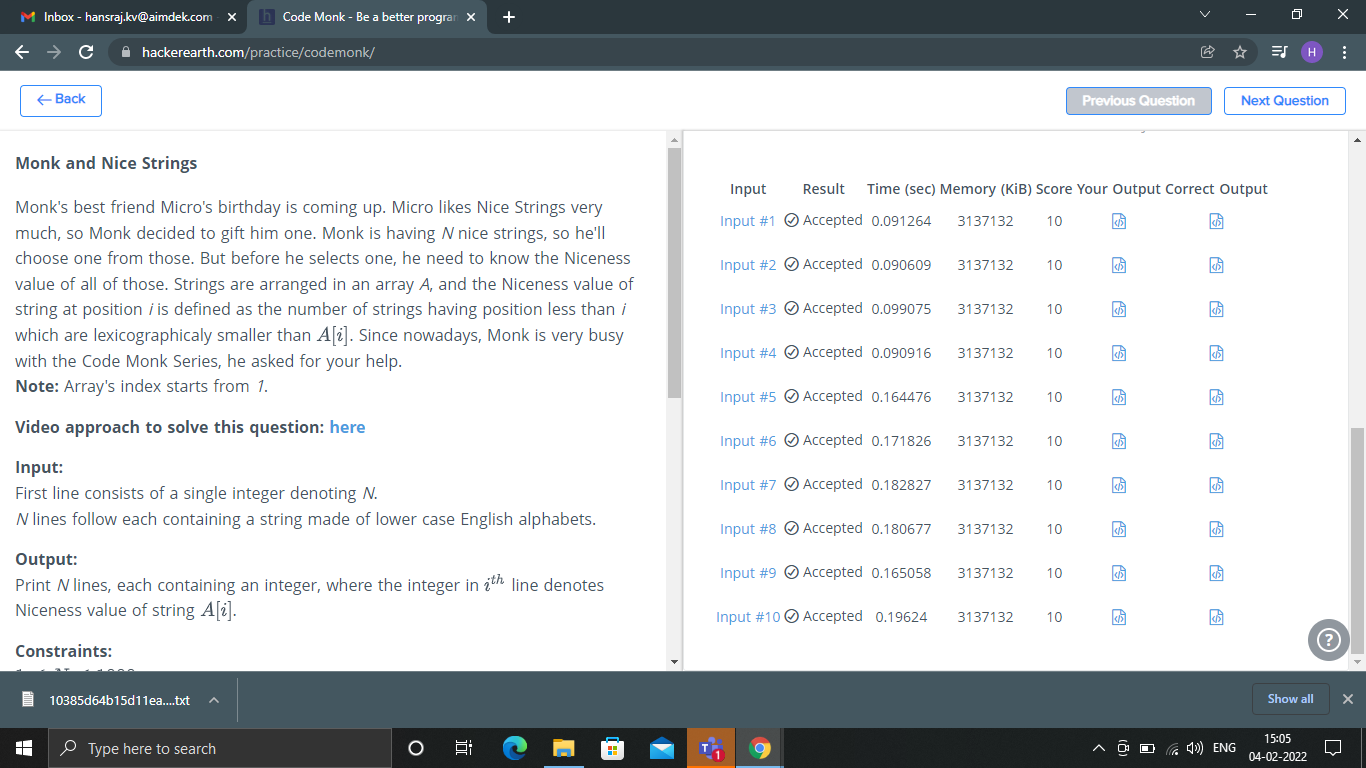 Inbox - hansraj.kv@aimdek.com
Code Monk - Be a better progran
hackerearth.com/practice/codemonk/
H
Back
Previous Question
Next Question
Monk and Nice Strings
Monk's best friend Micro's birthday is coming up. Micro likes Nice Strings very
much, so Monk decided to gift him one. Monk is having N nice strings, so he'll
choose one from those. But before he selects one, he need to know the Niceness
value of all of those. Strings are arranged in an array A, and the Niceness value of
string at position i is defined as the number of strings having position less than i
which are lexicographicaly smaller than A[i]. Since nowadays, Monk is very busy
with the Code Monk Series, he asked for your help.
Note: Array's index starts from 1.
Video approach to solve this question: here
Input:
First line consists of a single integer denoting N.
N lines follow each containing a string made of lower case English alphabets.
Output:
Print N lines, each containing an integer, where the integer in i^th line denotes
Niceness value of string A[i].
Constraints:
Input Result Time (sec) Memory (KiB) Score Your Output Correct Output
Input #1 Accepted 0.091264 3137132 10
Input #2 Accepted 0.090609 3137132 10
Input #3 Accepted 0.099075 3137132 10
Input #4 Accepted 0.090916 3137132 10
Input #5 Accepted 0.164476 3137132 10
Input #6 Accepted 0.171826 3137132 10
Input #7 Accepted 0.182827 3137132 10
Input #8 Accepted 0.180677 3137132 10
Input #9 Accepted 0.165058 3137132 10
Input #10 Accepted 0.19624 3137132 10
?
10385d64b15d11ea....txt
Show all
Type here to search
T
1
ENG
15:05
04-02-2022